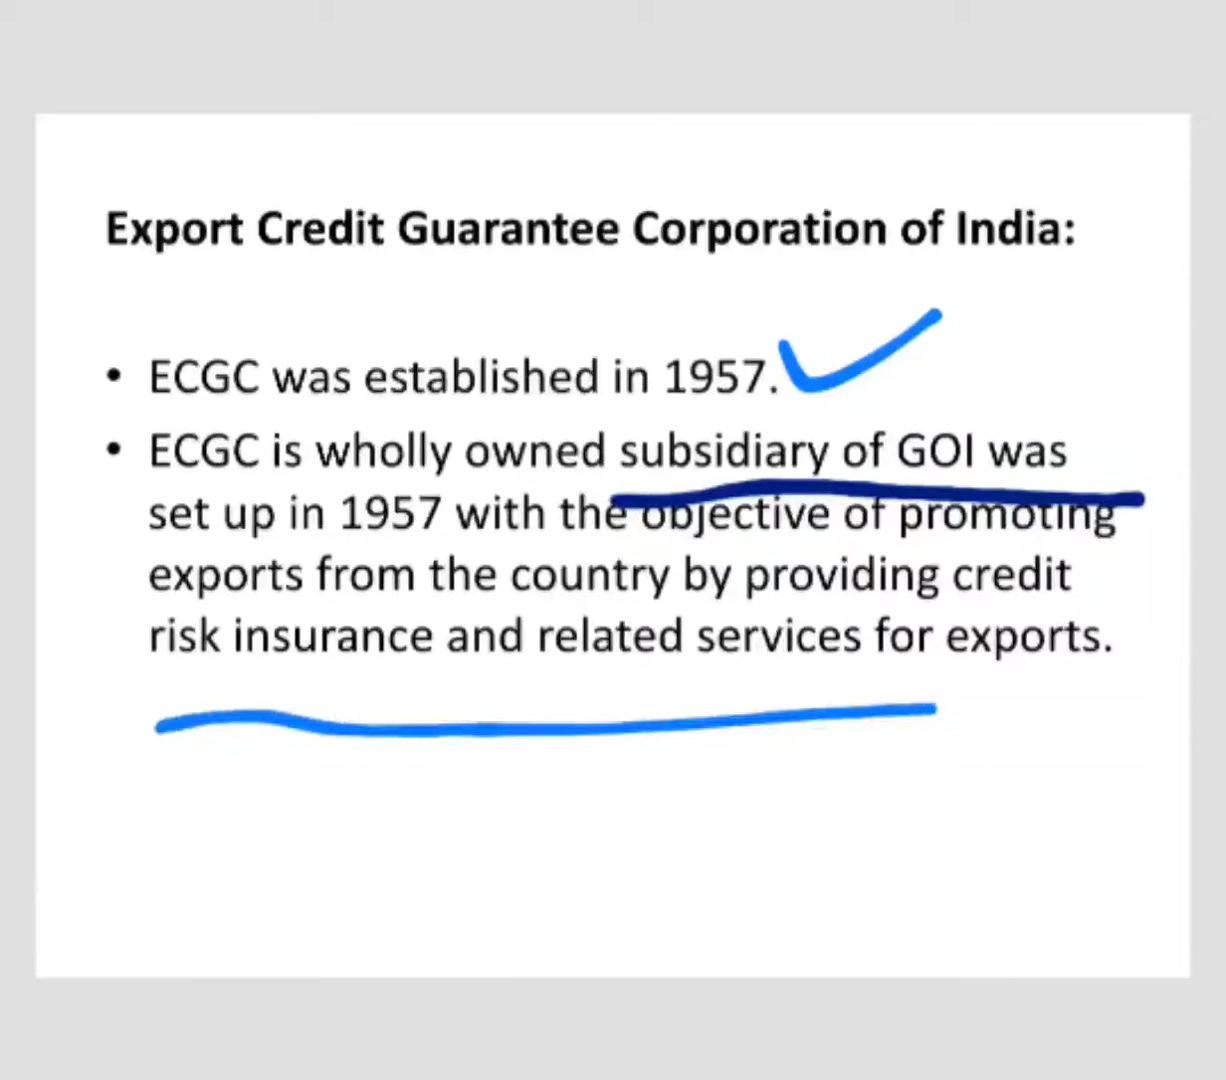 Export Credit Guarantee Corporation of India:
• ECGC was established in 1957.
• ECGC is wholly owned subsidiary of GOI was
set up in 1957 with the objective of promoting
exports from the country by providing credit
risk insurance and related services for exports.